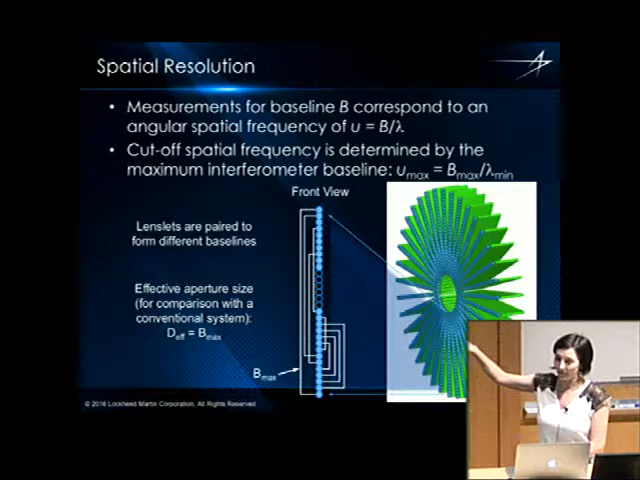 Spatial Resolution
• Measurements for baseline B correspond to an
angular spatial frequency of υ = B/λ
• Cut-off spatial frequency is determined by the
maximum interferometer baseline: υmax = Bmax/λmin
Front View
Lenslets are paired to
form different baselines
Effective aperture size
(for comparison with a
conventional system):
Deff = Bmax
Bmax
© 2016 Lockheed Martin Corporation, All Rights Reserved